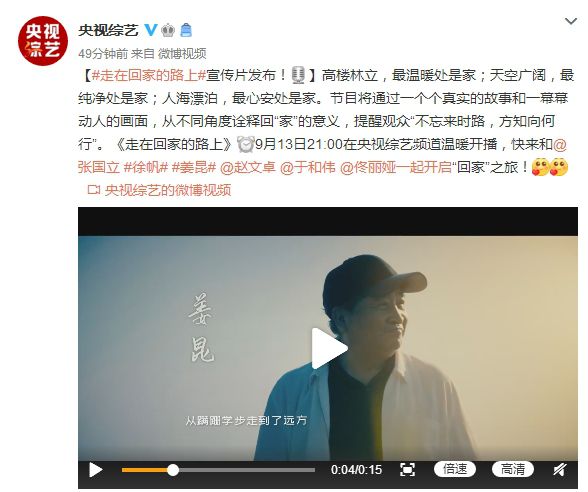 央视综艺
央视
综艺
49分钟前 来自 微博视频
【#走在回家的路上#宣传片发布！】高楼林立，最温暖处是家；天空广阔，最
纯净处是家；人海漂泊，最心安处是家。节目将通过一个个真实的故事和一幕幕
动人的画面，从不同角度诠释回“家”的意义，提醒观众“不忘来时路，方知向何
行”。《走在回家的路上》9月13日21:00在央视综艺频道温暖开播，快来和@
张国立 #徐帆# #姜昆# @赵文卓 @于和伟 @佟丽娅一起开启“回家”之旅！
央视综艺的微博视频
姜昆
从蹒跚学步走到了远方
0:04/0:15
倍速
高清